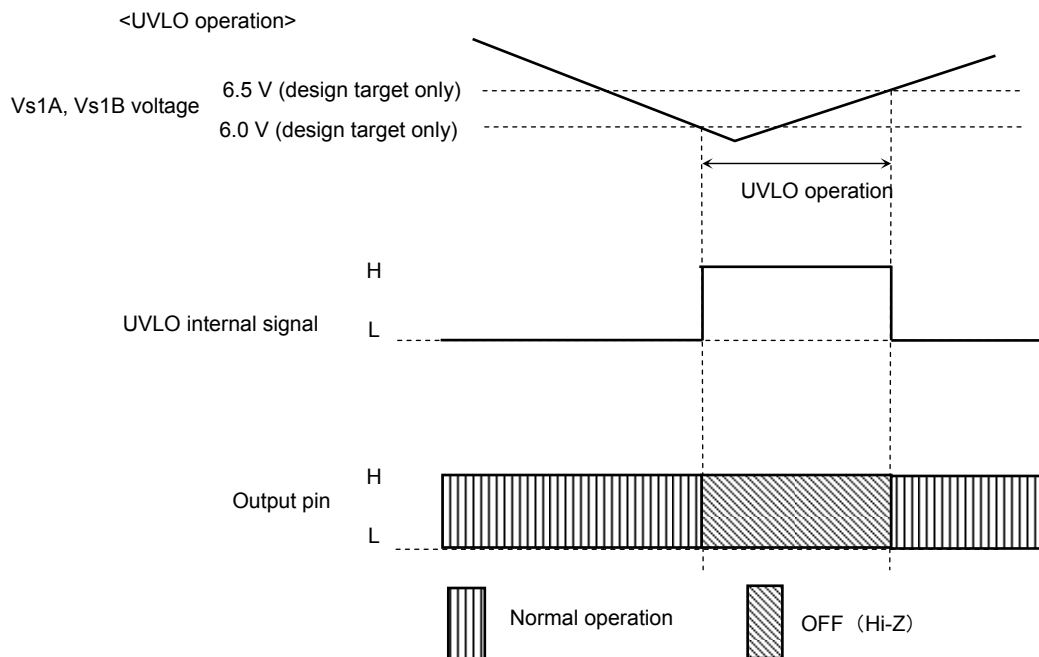 <UVLO operation>
Vs1A, Vs1B voltage
6.5 V (design target only)
6.0 V (design target only)
UVLO operation
UVLO internal signal
H
L
Output pin
H
L
Normal operation
OFF（Hi-Z）